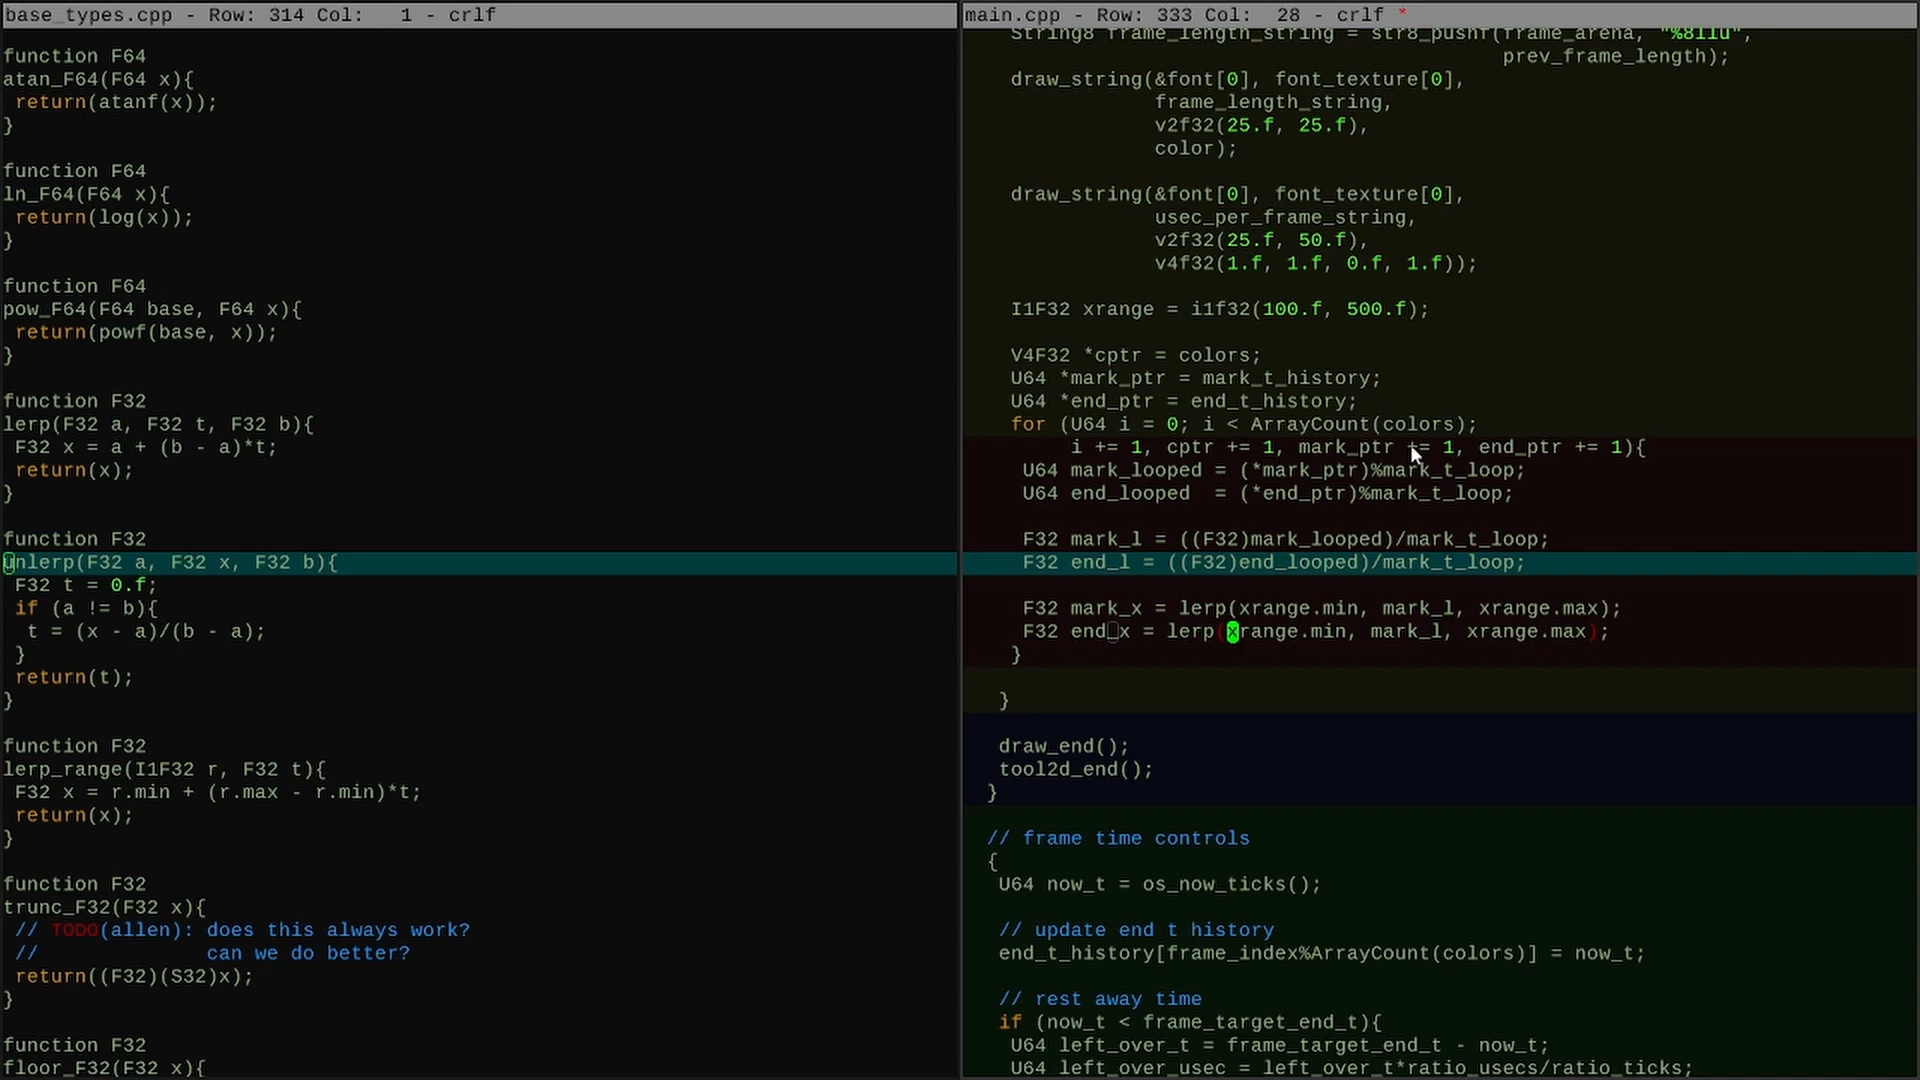 base_types.cpp - Row: 314 Col:   1 - crlf
function F64
atan_F64(F64 x){
 return(atanf(x));
}
function F64
ln_F64(F64 x){
 return(log(x));
}
function F64
pow_F64(F64 base, F64 x){
 return(powf(base, x));
}
function F32
lerp(F32 a, F32 t, F32 b){
 F32 x = a + (b - a)*t;
 return(x);
}
function F32
unlerp(F32 a, F32 x, F32 b){
 F32 t = 0.f;
 if (a != b){
  t = (x - a)/(b - a);
 }
 return(t);
}
function F32
lerp_range(I1F32 r, F32 t){
 F32 x = r.min + (r.max - r.min)*t;
 return(x);
}
function F32
trunc_F32(F32 x){
 // TODO(allen): does this always work?
 //              can we do better?
 return((F32)(S32)x);
}
function F32
floor_F32(F32 x){
main.cpp - Row: 333 Col:  28 - crlf *
String8 frame_length_string = str8_pushf(frame_arena, "%8llu",
                                         prev_frame_length);
draw_string(&font[0], font_texture[0],
            frame_length_string,
            v2f32(25.f, 25.f),
            color);
draw_string(&font[0], font_texture[0],
            usec_per_frame_string,
            v2f32(25.f, 50.f),
            v4f32(1.f, 1.f, 0.f, 1.f));
I1F32 xrange = i1f32(100.f, 500.f);
V4F32 *cptr = colors;
U64 *mark_ptr = mark_t_history;
U64 *end_ptr = end_t_history;
for (U64 i = 0; i < ArrayCount(colors);
     i += 1, cptr += 1, mark_ptr += 1, end_ptr += 1){
 U64 mark_looped = (*mark_ptr)%mark_t_loop;
 U64 end_looped  = (*end_ptr)%mark_t_loop;
 F32 mark_l = ((F32)mark_looped)/mark_t_loop;
 F32 end_l = ((F32)end_looped)/mark_t_loop;
 F32 mark_x = lerp(xrange.min, mark_l, xrange.max);
 F32 end_x = lerp(xrange.min, mark_l, xrange.max);
}
}
draw_end();
tool2d_end();
}
// frame time controls
{
 U64 now_t = os_now_ticks();
 // update end t history
 end_t_history[frame_index%ArrayCount(colors)] = now_t;
 // rest away time
 if (now_t < frame_target_end_t){
  U64 left_over_t = frame_target_end_t - now_t;
  U64 left_over_usec = left_over_t*ratio_usecs/ratio_ticks;